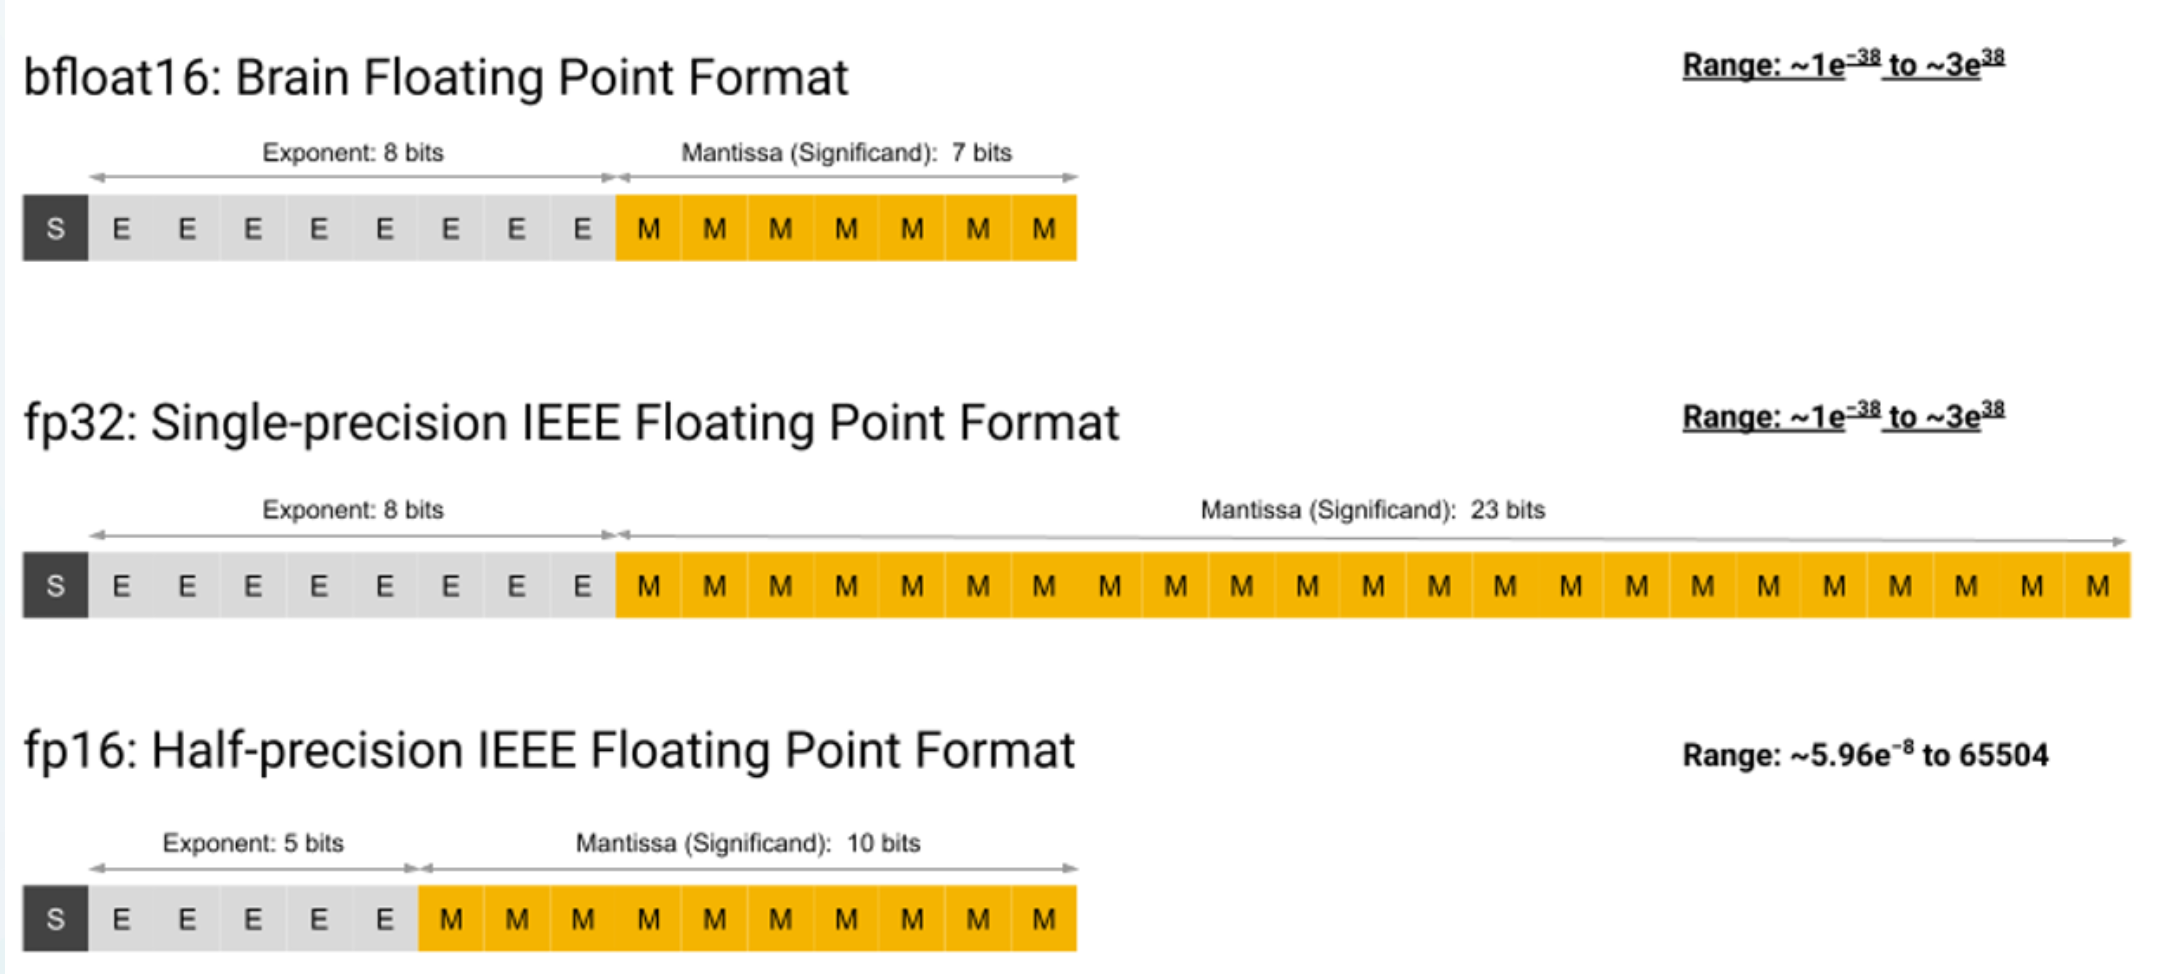 bfloat16: Brain Floating Point Format
Range: ~1e⁻³⁸ to ~3e³⁸
Exponent: 8 bits
Mantissa (Significand): 7 bits
S E E E E E E E E M M M M M M M
fp32: Single-precision IEEE Floating Point Format
Range: ~1e⁻³⁸ to ~3e³⁸
Exponent: 8 bits
Mantissa (Significand): 23 bits
S E E E E E E E E M M M M M M M M M M M M M M M M M M M M M M M
fp16: Half-precision IEEE Floating Point Format
Range: ~5.96e⁻⁸ to 65504
Exponent: 5 bits
Mantissa (Significand): 10 bits
S E E E E E M M M M M M M M M M